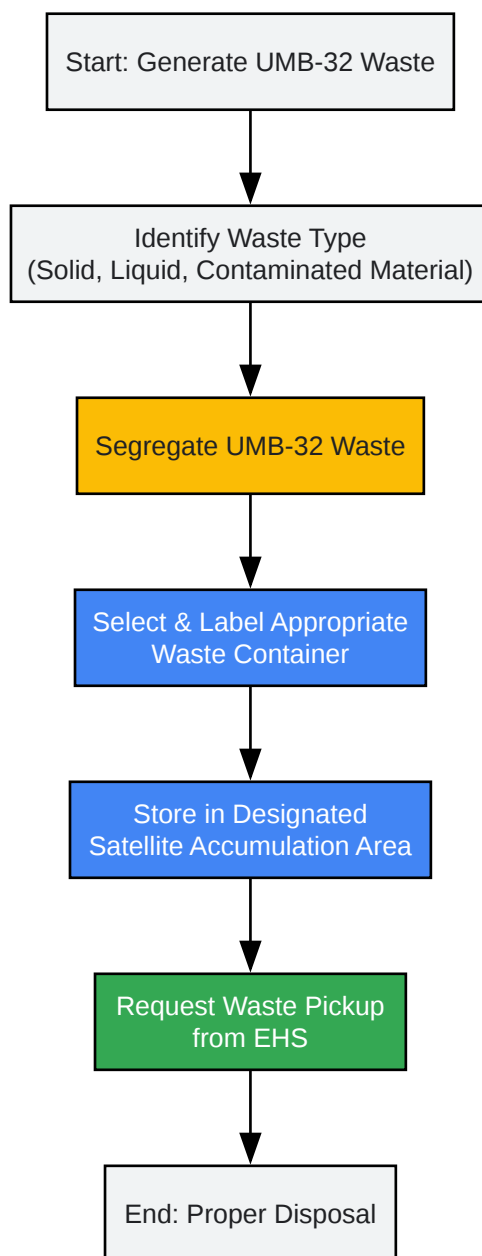 Start: Generate UMB-32 Waste
Identify Waste Type
(Solid, Liquid, Contaminated Material)
Segregate UMB-32 Waste
Select & Label Appropriate
Waste Container
Store in Designated
Satellite Accumulation Area
Request Waste Pickup
from EHS
End: Proper Disposal